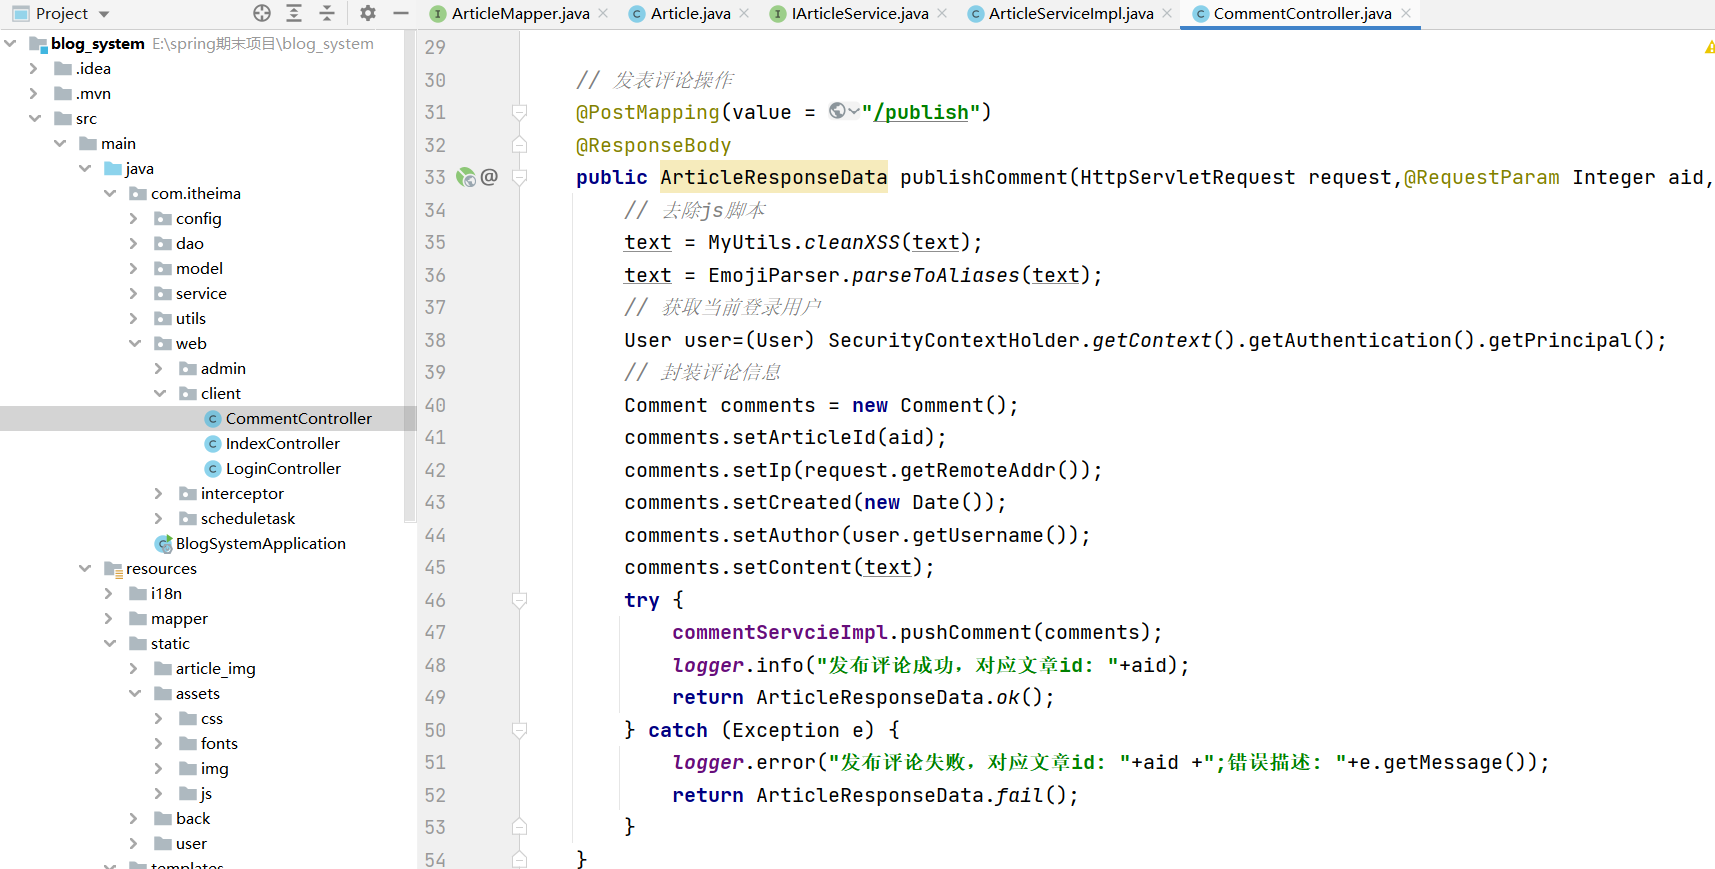 Project
ArticleMapper.java
Article.java
IArticleService.java
ArticleServiceImpl.java
CommentController.java
blog_system E:\spring期末项目\blog_system
.idea
.mvn
src
main
java
com.itheima
config
dao
model
service
utils
web
admin
client
CommentController
IndexController
LoginController
interceptor
scheduletask
BlogSystemApplication
resources
i18n
mapper
static
article_img
assets
css
fonts
img
js
back
user
templates
29
30 // 发表评论操作
31 @PostMapping(value = "/publish")
32 @ResponseBody
33 @ public ArticleResponseData publishComment(HttpServletRequest request,@RequestParam Integer aid,
34 // 去除js脚本
35 text = MyUtils.cleanXSS(text);
36 text = EmojiParser.parseToAliases(text);
37 // 获取当前登录用户
38 User user=(User) SecurityContextHolder.getContext().getAuthentication().getPrincipal();
39 // 封装评论信息
40 Comment comments = new Comment();
41 comments.setArticleId(aid);
42 comments.setIp(request.getRemoteAddr());
43 comments.setCreated(new Date());
44 comments.setAuthor(user.getUsername());
45 comments.setContent(text);
46 try {
47 commentServcieImpl.pushComment(comments);
48 logger.info("发布评论成功，对应文章id: "+aid);
49 return ArticleResponseData.ok();
50 } catch (Exception e) {
51 logger.error("发布评论失败，对应文章id: "+aid +";错误描述: "+e.getMessage());
52 return ArticleResponseData.fail();
53 }
54 }